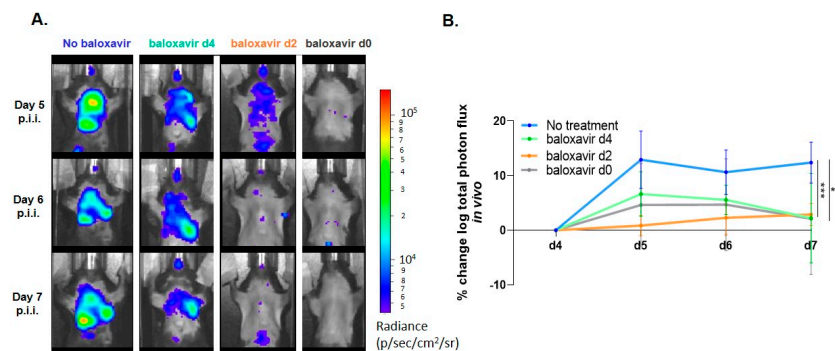 A.
No baloxavir baloxavir d4 baloxavir d2 baloxavir d0
Day 5
p.i.i.
Day 6
p.i.i.
Day 7
p.i.i.
10⁵
9
8
7
6
5
4
3
2
10⁴
9
8
7
6
5
Radiance
(p/sec/cm²/sr)
B.
% change log total photon flux
in vivo
20
10
0
-10
No treatment
baloxavir d4
baloxavir d2
baloxavir d0
d4 d5 d6 d7
***
*